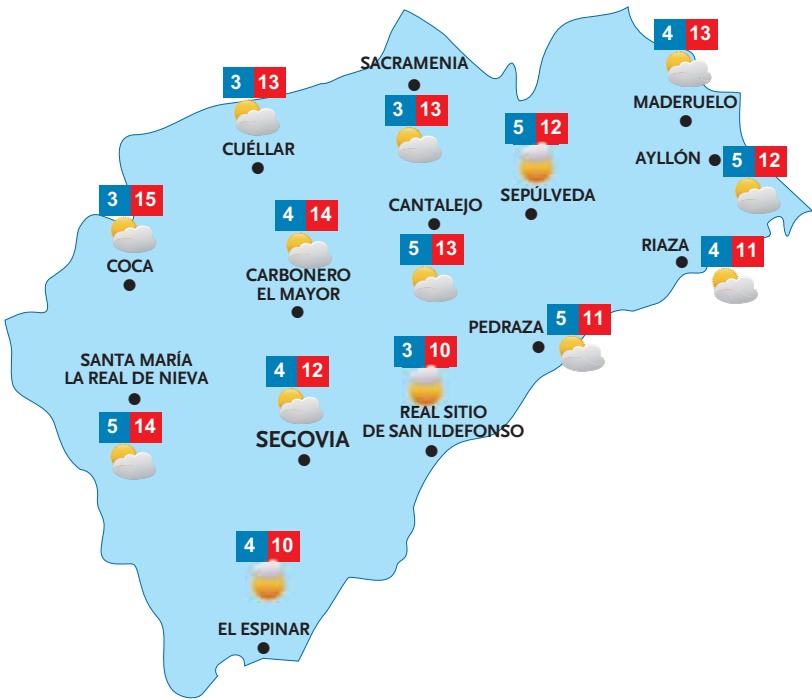 4 13
MADERUELO
SACRAMENIA
3 13
3 13
CUÉLLAR
5 12
SEPÚLVEDA
AYLLÓN
5 12
3 15
COCA
4 14
CARBONERO
EL MAYOR
CANTALEJO
5 13
RIAZA
4 11
PEDRAZA
5 11
SANTA MARÍA
LA REAL DE NIEVA
5 14
4 12
SEGOVIA
3 10
REAL SITIO
DE SAN ILDEFONSO
4 10
EL ESPINAR